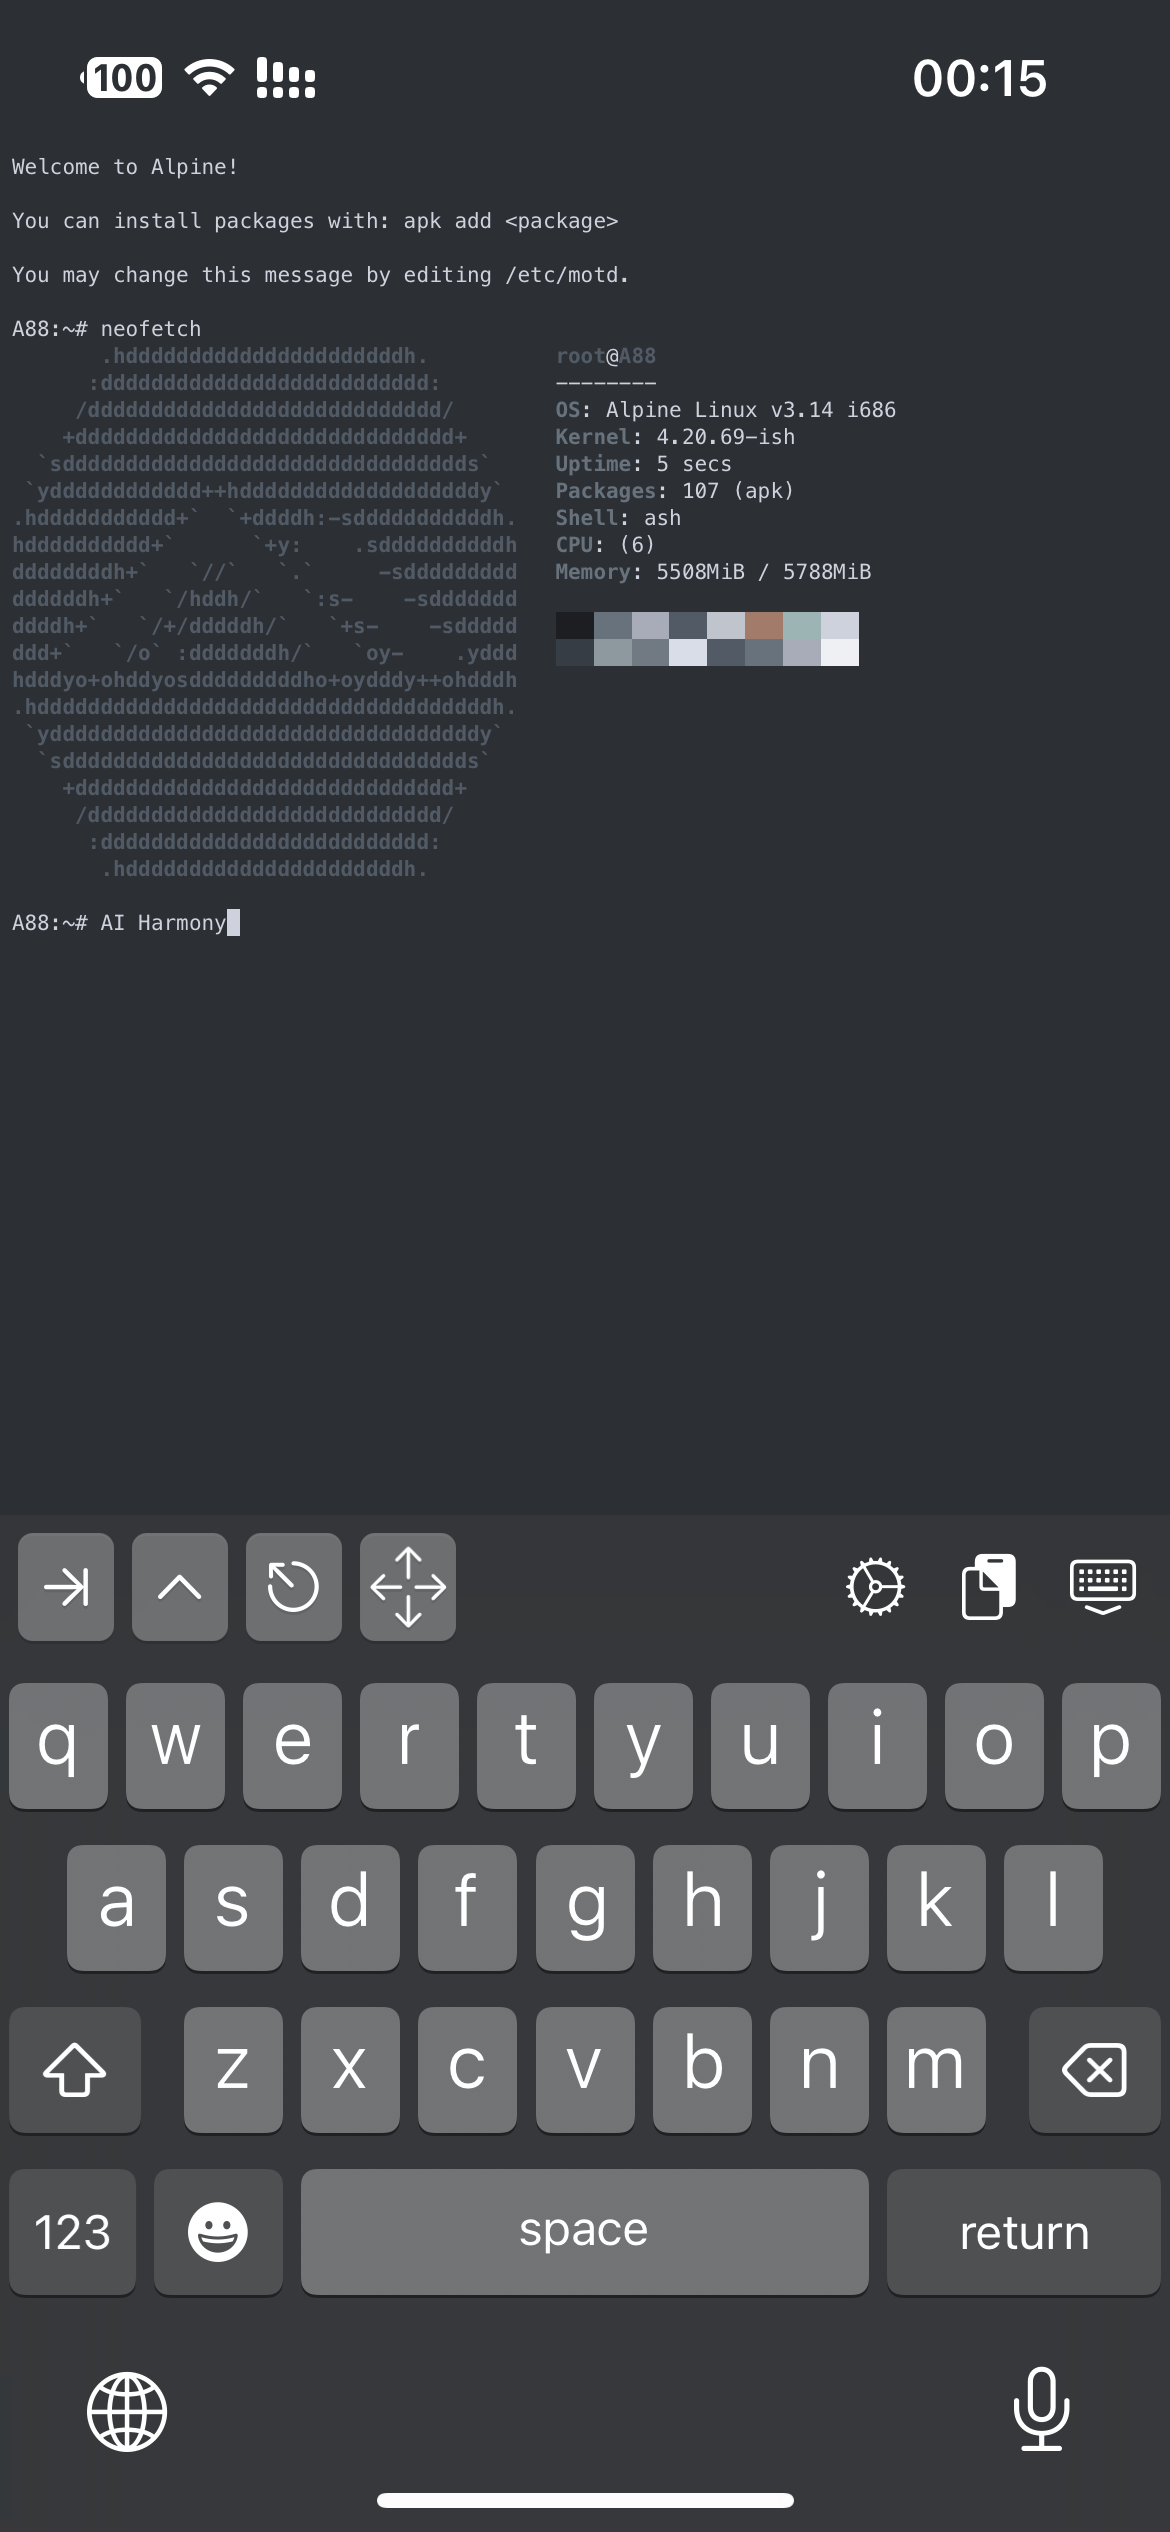 100 00:15
Welcome to Alpine!
You can install packages with: apk add <package>
You may change this message by editing /etc/motd.
A88:~# neofetch
.hddddddddddddddddddddddh. root@A88
:dddddddddddddddddddddddddd: --------
/dddddddddddddddddddddddddddd/ OS: Alpine Linux v3.14 i686
+dddddddddddddddddddddddddddddd+ Kernel: 4.20.69-ish
`sdddddddddddddddddddddddddddddddds` Uptime: 5 secs
`ydddddddddddd++hdddddddddddddddddddy` Packages: 107 (apk)
.hddddddddddd+` `+ddddh:-sdddddddddddh. Shell: ash
hdddddddddd+` `+y: .sddddddddddh CPU: (6)
ddddddddh+` `//` `.` -sddddddddd Memory: 5508MiB / 5788MiB
ddddddh+` `/hddh/` `:s- -sddddddd
ddddh+` `/+/dddddh/` `+s- -sddddd
ddd+` `/o` :dddddddh/` `oy- .yddd
hdddyo+ohddyosdddddddddho+oydddy++ohdddh
.hddddddddddddddddddddddddddddddddddddh.
`yddddddddddddddddddddddddddddddddddy`
`sdddddddddddddddddddddddddddddddds`
+dddddddddddddddddddddddddddddd+
/dddddddddddddddddddddddddddd/
:dddddddddddddddddddddddddd:
.hddddddddddddddddddddddh.
A88:~# AI Harmony
q w e r t y u i o p
a s d f g h j k l
z x c v b n m
123 space return